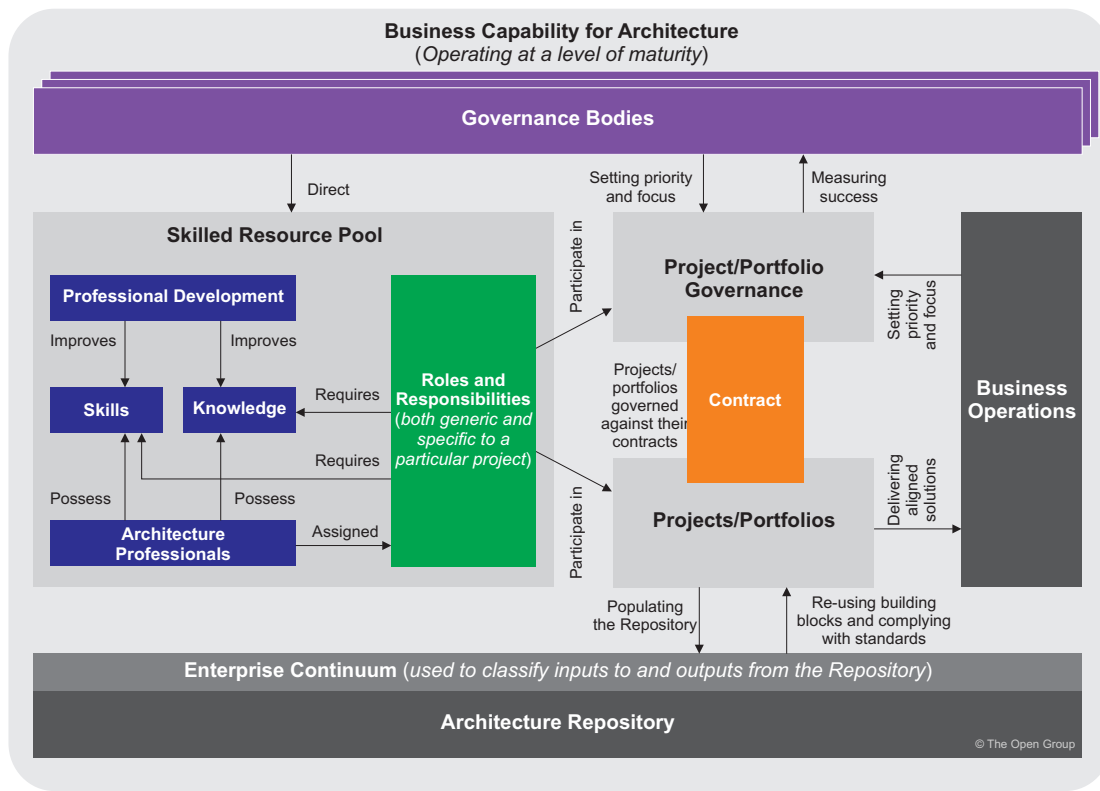 Business Capability for Architecture
(Operating at a level of maturity)
Governance Bodies
Direct
Setting priority
and focus
Measuring
success
Skilled Resource Pool
Professional Development
Improves
Improves
Skills
Knowledge
Requires
Requires
Possess
Possess
Architecture
Professionals
Assigned
Roles and
Responsibilities
(both generic and
specific to a
particular project)
Participate in
Participate in
Project/Portfolio
Governance
Projects/
portfolios
governed
against their
contracts
Contract
Projects/Portfolios
Setting
priority
and focus
Delivering
aligned
solutions
Business
Operations
Populating
the Repository
Re-using building
blocks and complying
with standards
Enterprise Continuum (used to classify inputs to and outputs from the Repository)
Architecture Repository
© The Open Group